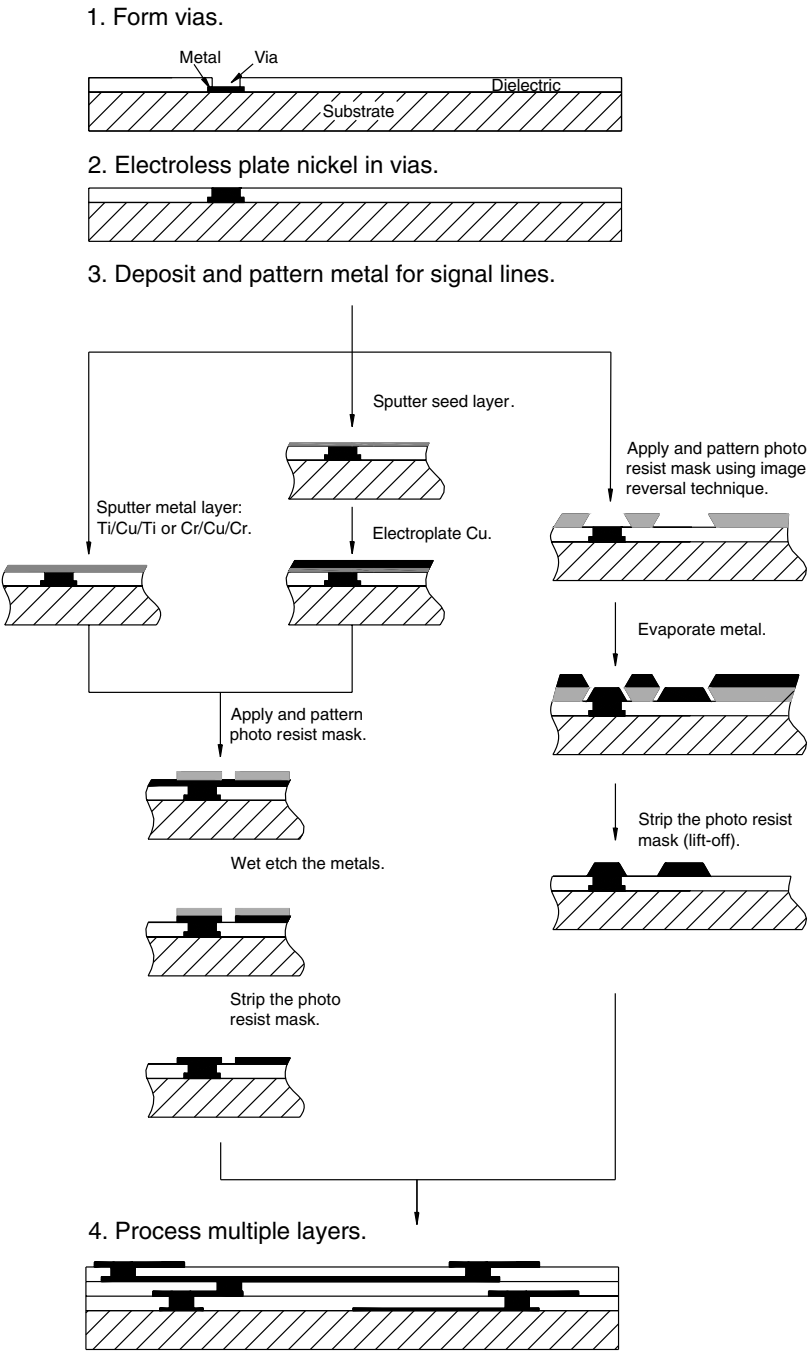 1. Form vias.
Metal
Via
Dielectric
Substrate
2. Electroless plate nickel in vias.
3. Deposit and pattern metal for signal lines.
Sputter metal layer:
Ti/Cu/Ti or Cr/Cu/Cr.
Sputter seed layer.
Electroplate Cu.
Apply and pattern
photo resist mask.
Wet etch the metals.
Strip the photo
resist mask.
Apply and pattern photo
resist mask using image
reversal technique.
Evaporate metal.
Strip the photo resist
mask (lift-off).
4. Process multiple layers.